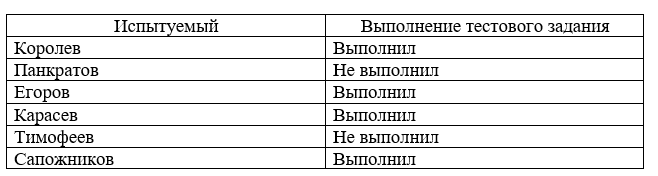 Испытуемый Выполнение тестового задания
Королев Выполнил
Панкратов Не выполнил
Егоров Выполнил
Карасев Выполнил
Тимофеев Не выполнил
Сапожников Выполнил